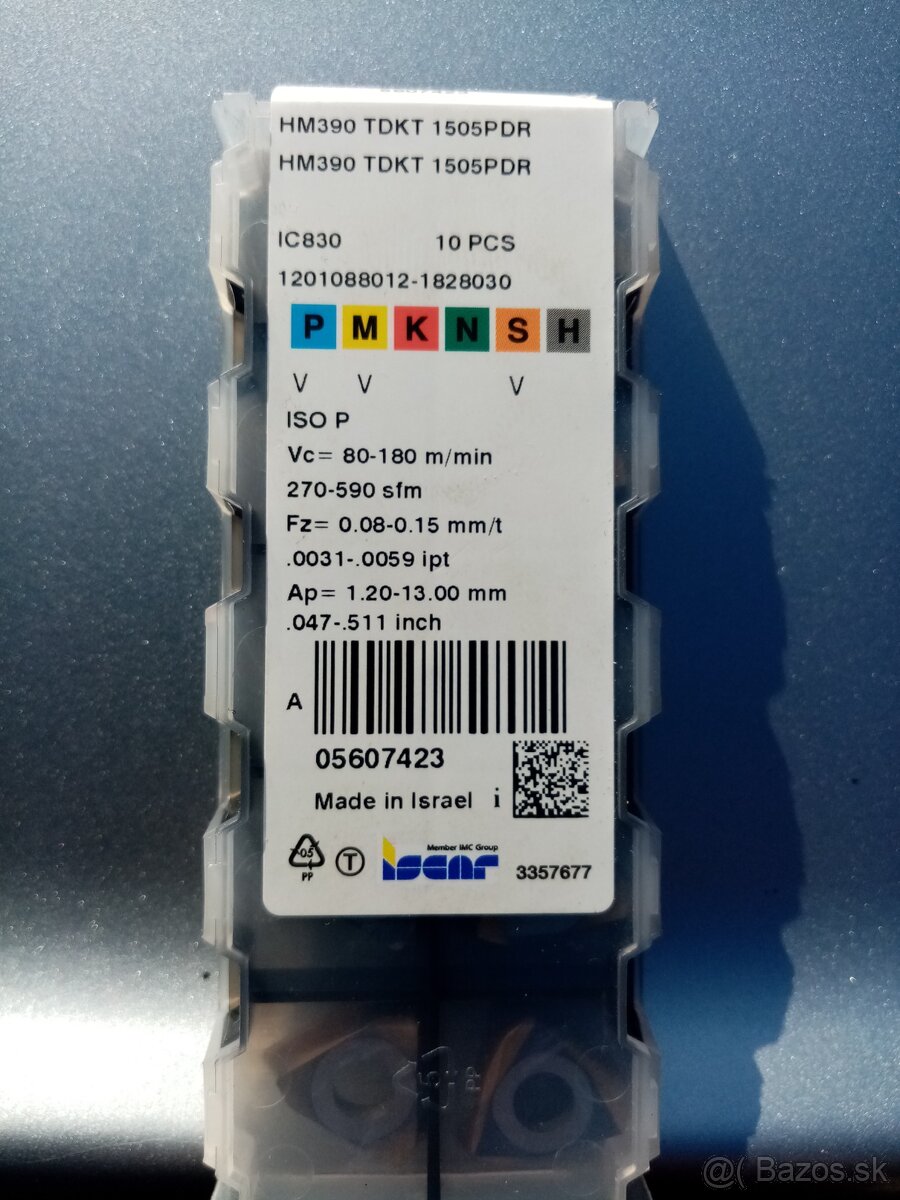 HM390 TDKT 1505PDR
HM390 TDKT 1505PDR
IC830 10 PCS
1201088012-1828030
P M K N S H
V V V
ISO P
Vc= 80-180 m/min
270-590 sfm
Fz= 0.08-0.15 mm/t
.0031-.0059 ipt
Ap= 1.20-13.00 mm
.047-.511 inch
A
05607423
Made in Israel i
05
PP
T
Member IMC Group
iscar
3357677
PP
@( Bazos.sk